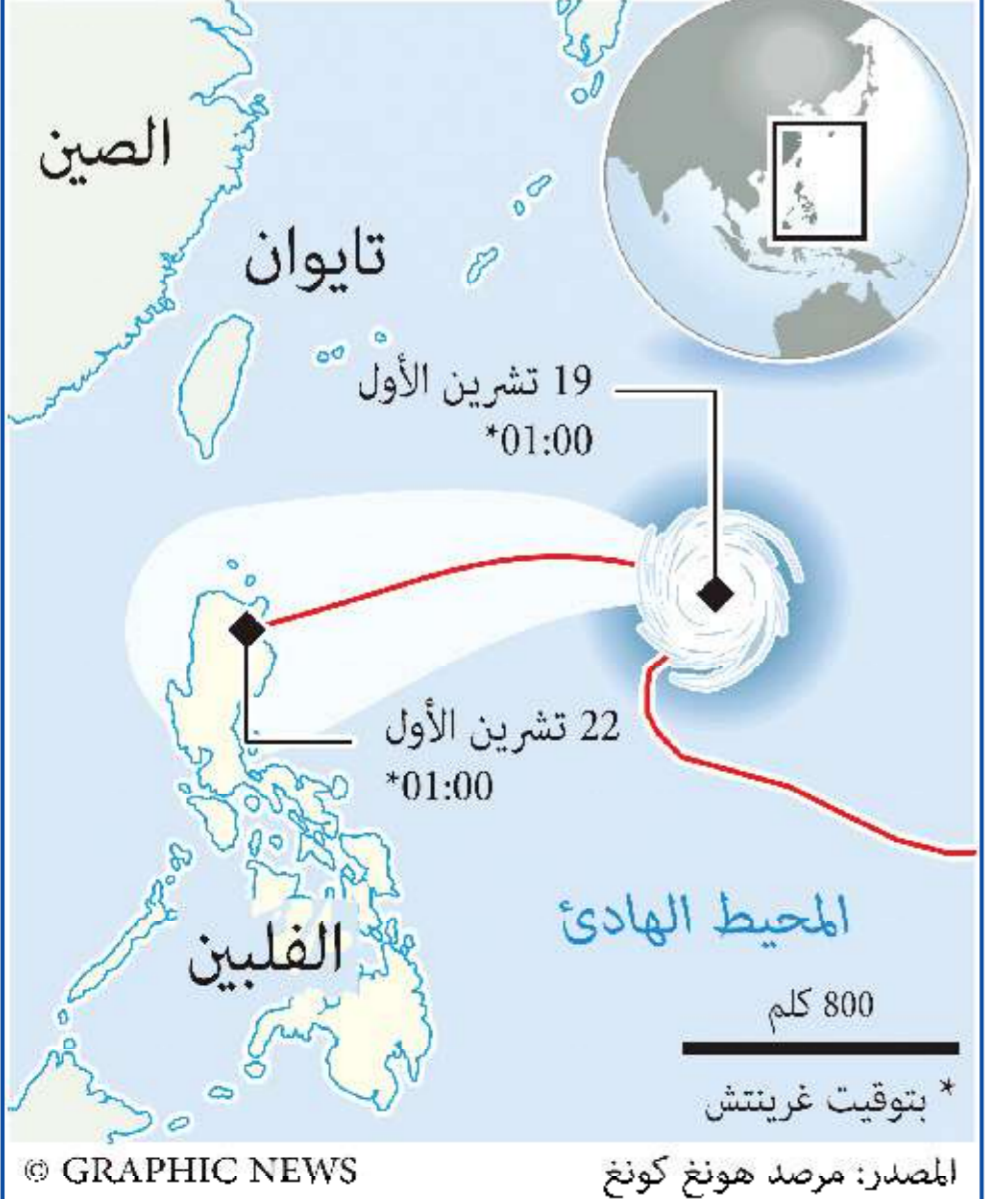 الصين
تايوان
19 تشرين الأول
01:00*
22 تشرين الأول
01:00*
المحيط الهادئ
الفلبين
800 كلم
* بتوقيت غرينتش
المصدر: مرصد هونغ كونغ
© GRAPHIC NEWS